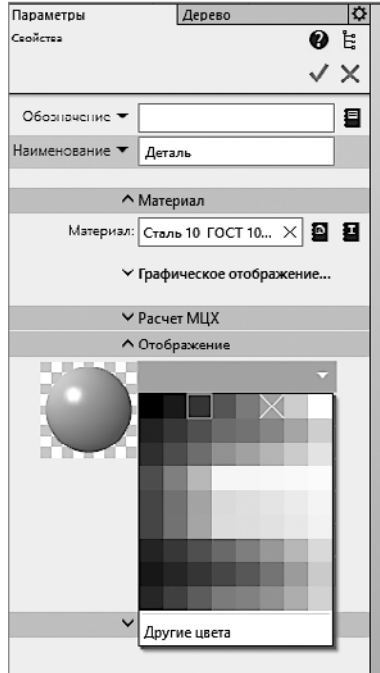 Параметры
Дерево
Свойства
Обозначение
Наименование
Деталь
Материал
Материал:
Сталь 10 ГОСТ 10...
Графическое отображение...
Расчет МЦХ
Отображение
Другие цвета